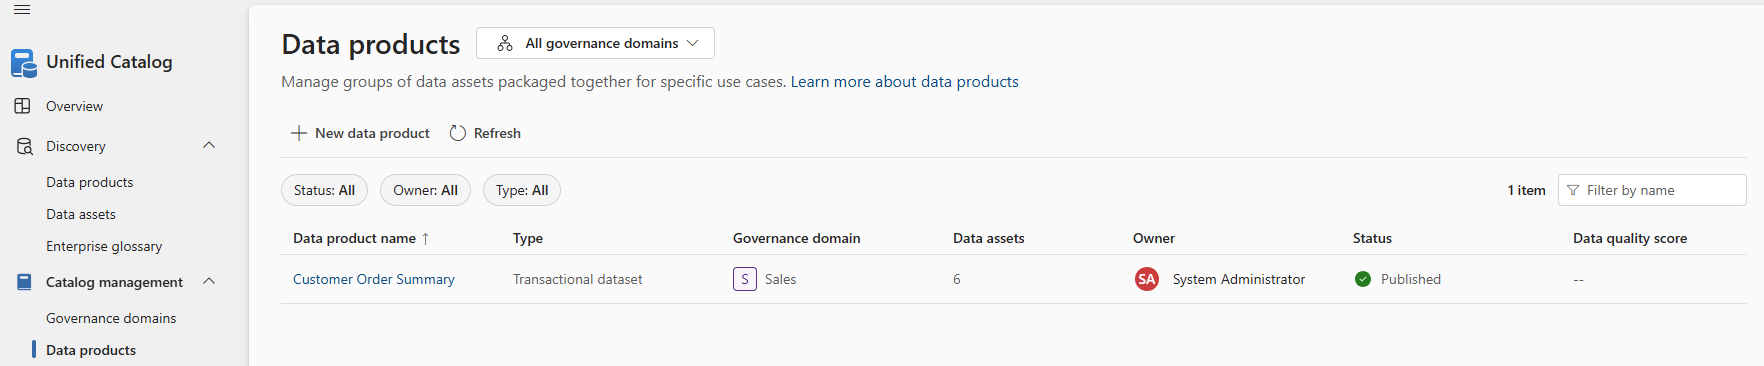 Unified Catalog
Overview
Discovery
Data products
Data assets
Enterprise glossary
Catalog management
Governance domains
Data products
Data products
All governance domains
Manage groups of data assets packaged together for specific use cases. Learn more about data products
New data product Refresh
Status: All Owner: All Type: All 1 item Filter by name
Data product name ↑ Type Governance domain Data assets Owner Status Data quality score
Customer Order Summary Transactional dataset S Sales 6 SA System Administrator Published --